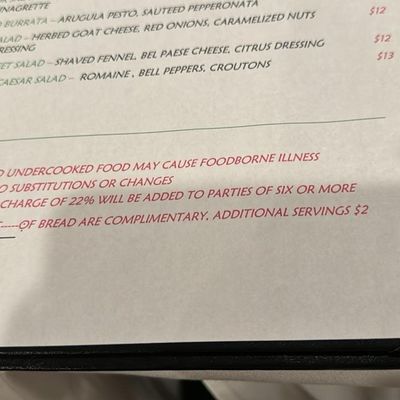 INAGRETTE
BURRATA – ARUGULA PESTO, SAUTEED PEPPERONATA
ALAD – HERBED GOAT CHEESE, RED ONIONS, CARAMELIZED NUTS $12
RESSING
ET SALAD – SHAVED FENNEL, BEL PAESE CHEESE, CITRUS DRESSING $12
CAESAR SALAD – ROMAINE, BELL PEPPERS, CROUTONS $13
UNDERCOOKED FOOD MAY CAUSE FOODBORNE ILLNESS
O SUBSTITUTIONS OR CHANGES
CHARGE OF 22% WILL BE ADDED TO PARTIES OF SIX OR MORE
T-----OF BREAD ARE COMPLIMENTARY. ADDITIONAL SERVINGS $2